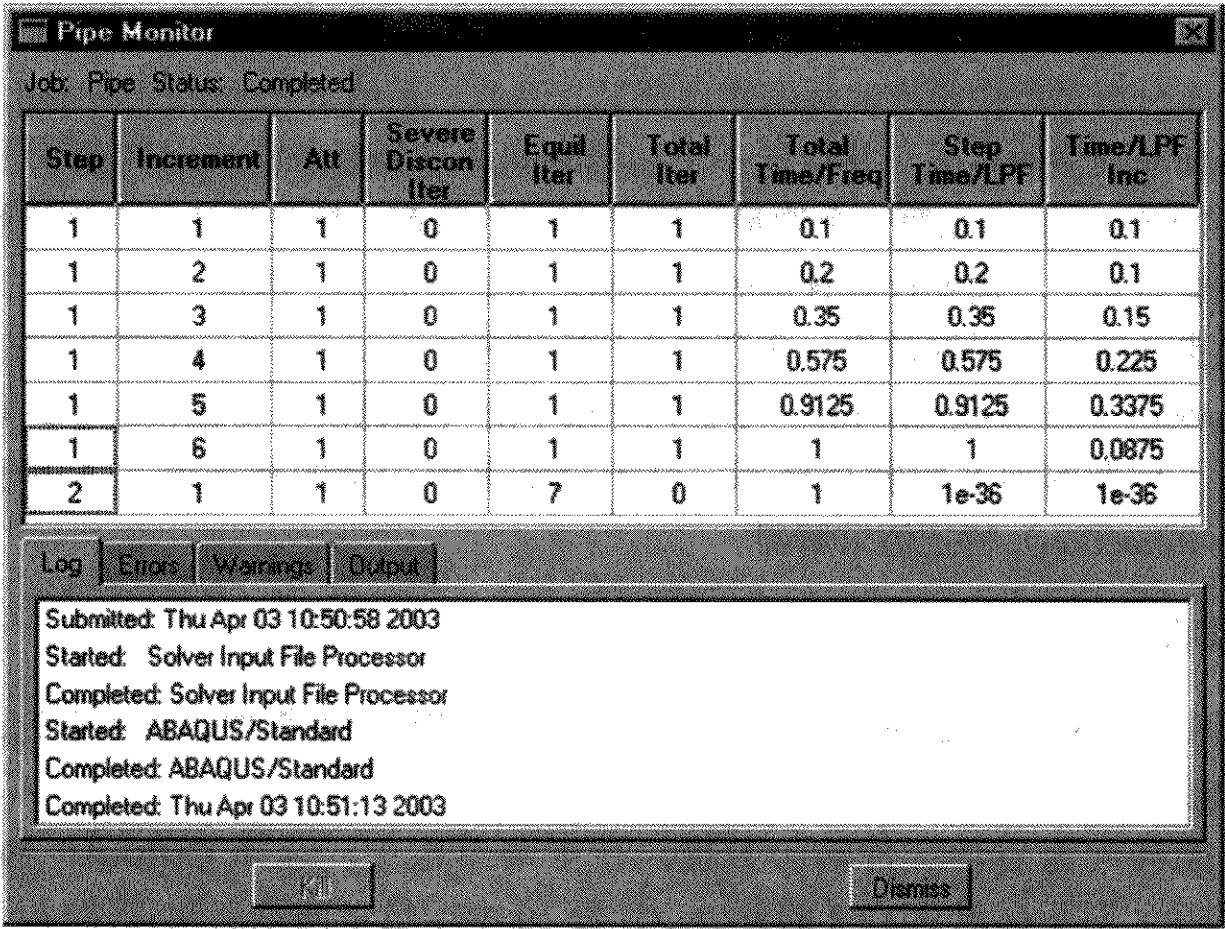 Pipe Monitor
Job: Pipe Status: Completed
Step Increment Att Severe Discon Iter Equil Iter Total Iter Total Time/Freq Step Time/LPF Time/LPF Inc
1 1 1 0 1 1 0.1 0.1 0.1
1 2 1 0 1 1 0.2 0.2 0.1
1 3 1 0 1 1 0.35 0.35 0.15
1 4 1 0 1 1 0.575 0.575 0.225
1 5 1 0 1 1 0.9125 0.9125 0.3375
1 6 1 0 1 1 1 1 0.0875
2 1 1 0 7 0 1 1e-36 1e-36
Log Errors Warnings Output
Submitted: Thu Apr 03 10:50:58 2003
Started: Solver Input File Processor
Completed: Solver Input File Processor
Started: ABAQUS/Standard
Completed: ABAQUS/Standard
Completed: Thu Apr 03 10:51:13 2003
Kill Dismiss